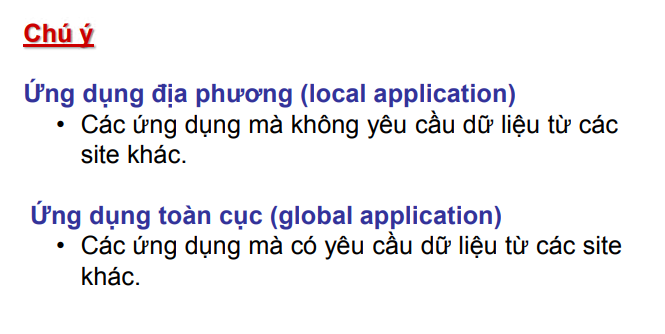 Chú ý
Ứng dụng địa phương (local application)
• Các ứng dụng mà không yêu cầu dữ liệu từ các
site khác.
Ứng dụng toàn cục (global application)
• Các ứng dụng mà có yêu cầu dữ liệu từ các site
khác.